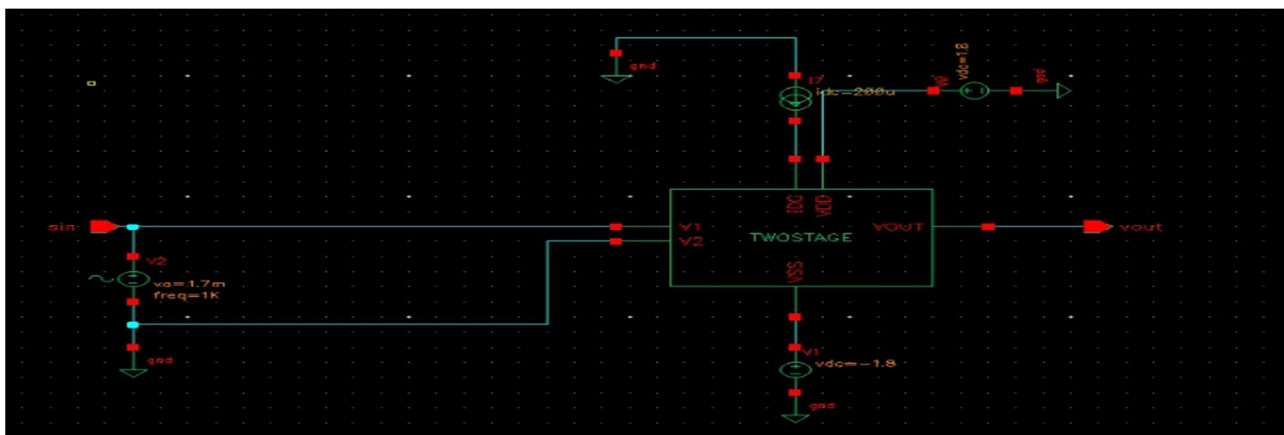 gnd
I7
idc=200u
vdc=1.8
V0
gnd
sin
V1
V2
IDC
VDD
TWOSTAGE
VOUT
VSS
vout
V2
va=1.7m
freq=1K
gnd
V1
vdc=-1.8
gnd